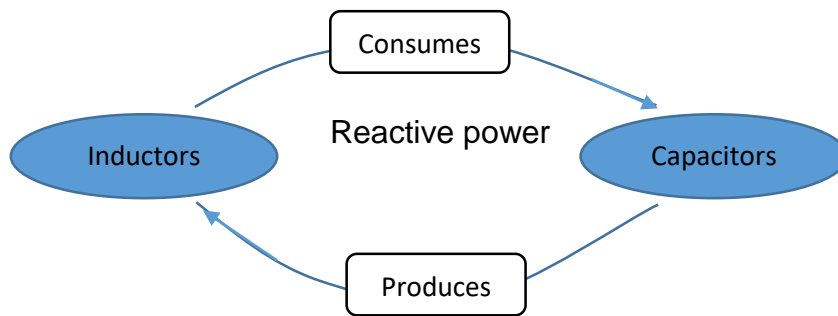 Consumes
Reactive power
Inductors
Capacitors
Produces